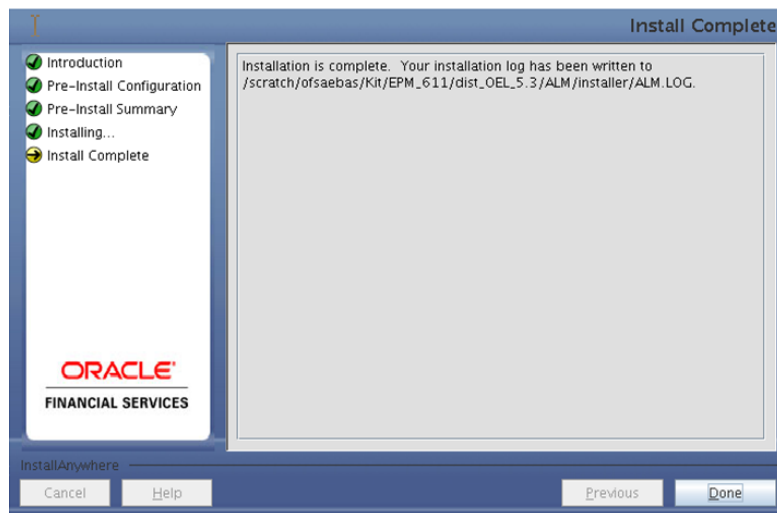 Install Complete
Introduction
Pre-Install Configuration
Pre-Install Summary
Installing...
Install Complete
Installation is complete. Your installation log has been written to
/scratch/ofsaebas/Kit/EPM_611/dist_OEL_5.3/ALM/installer/ALM.LOG.
ORACLE
FINANCIAL SERVICES
InstallAnywhere
Cancel Help Previous Done